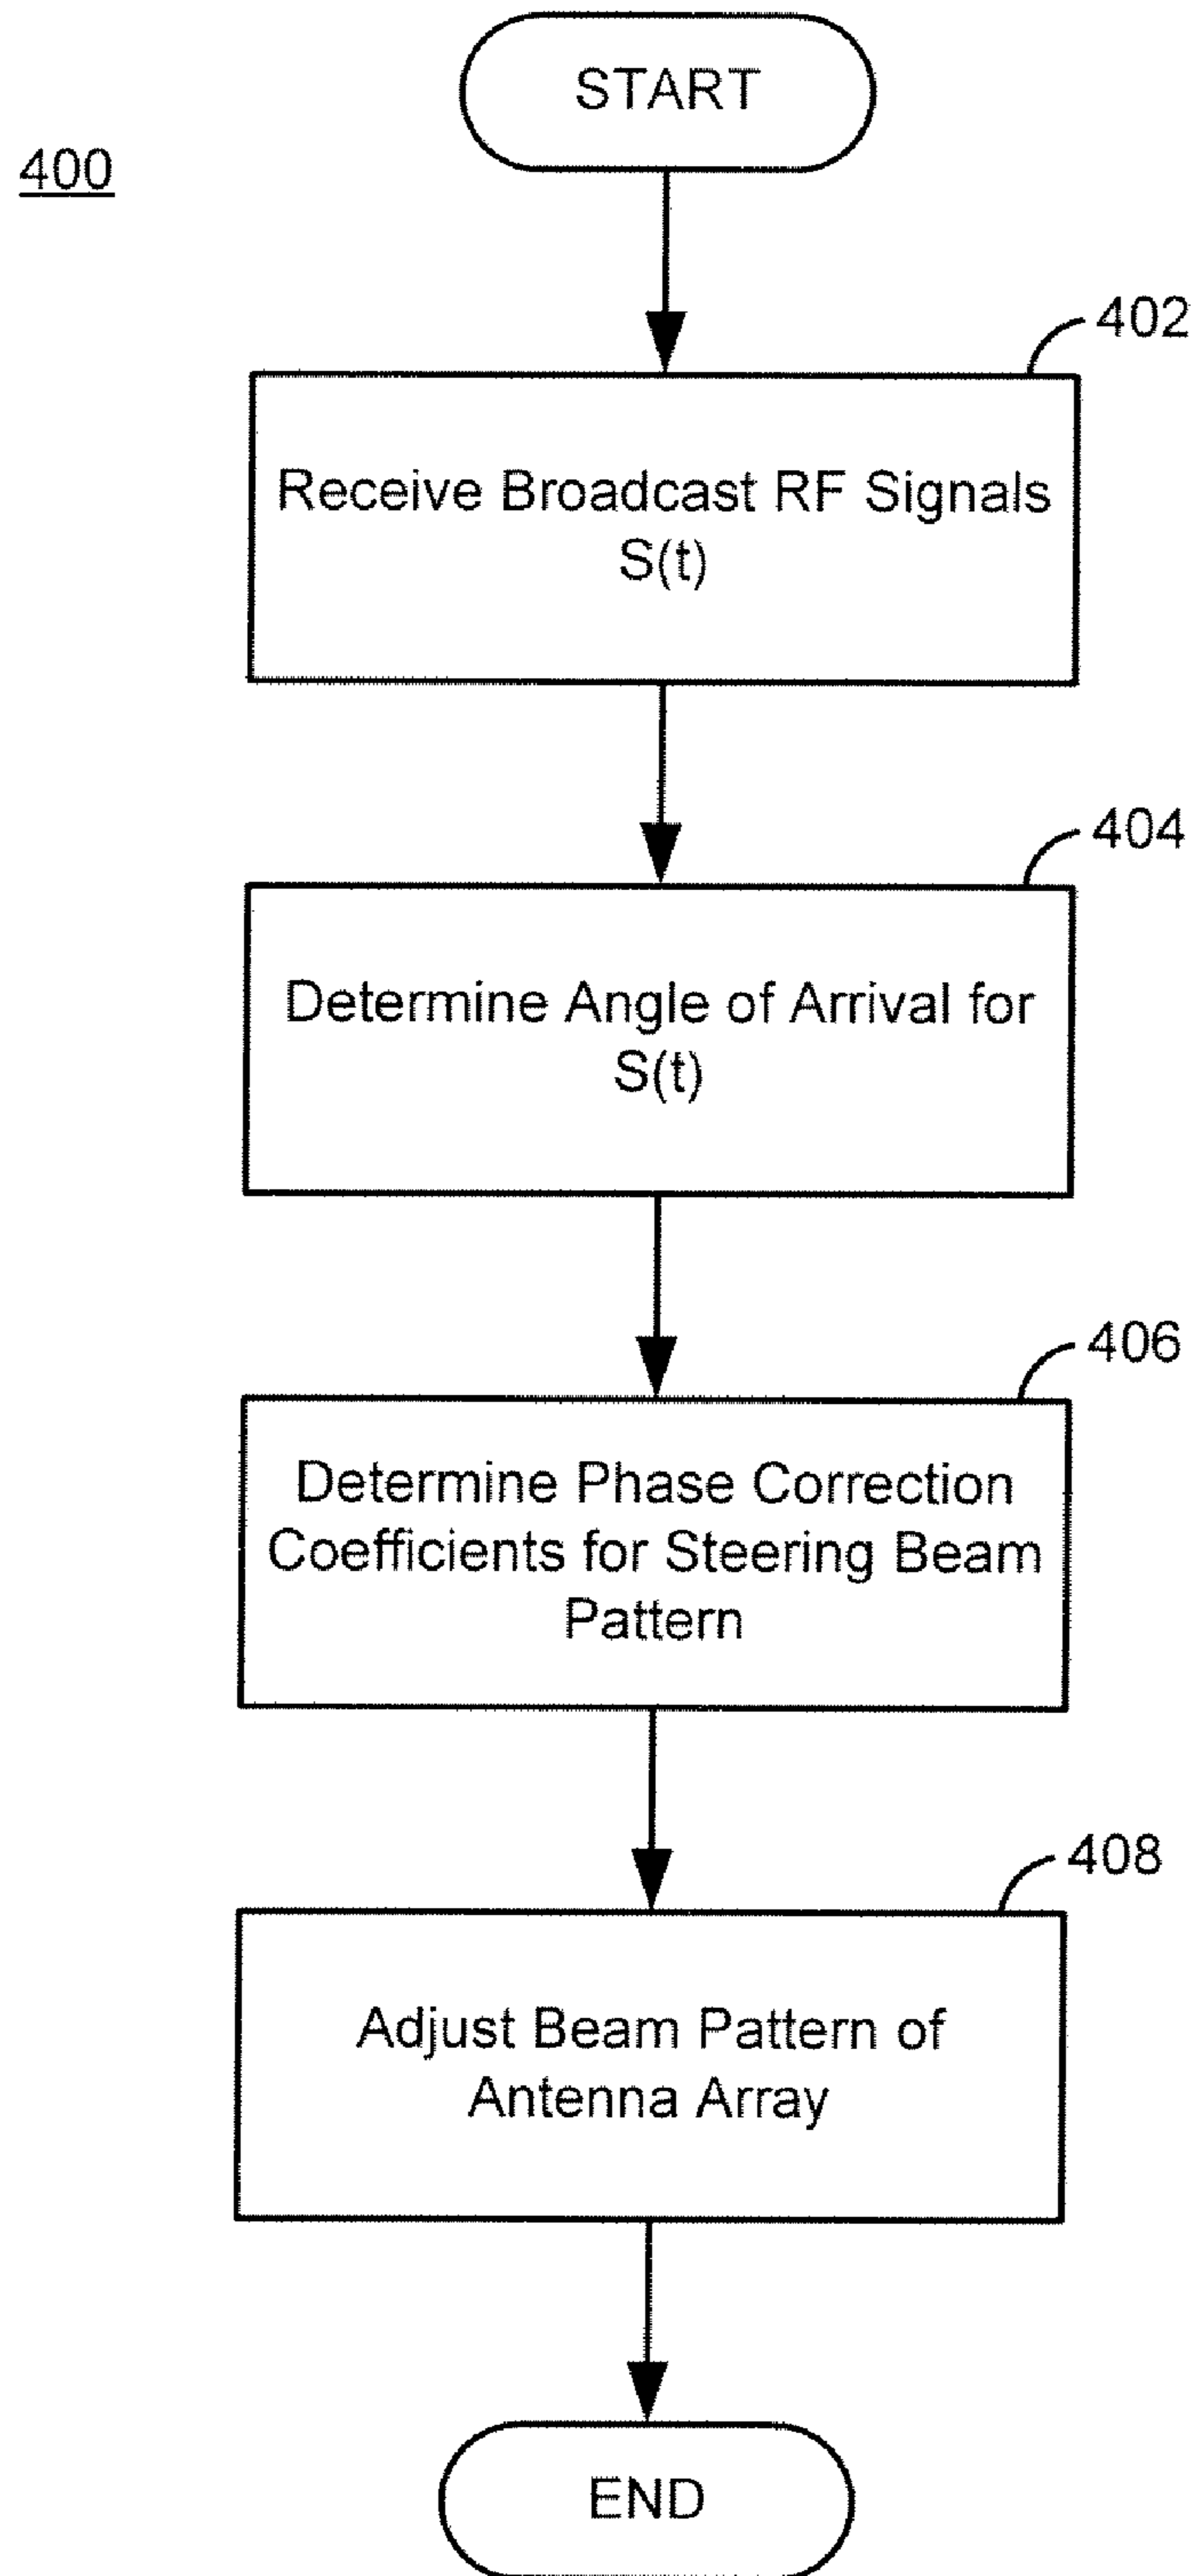 START
400
402
Receive Broadcast RF Signals
S(t)
404
Determine Angle of Arrival for
S(t)
406
Determine Phase Correction
Coefficients for Steering Beam
Pattern
408
Adjust Beam Pattern of
Antenna Array
END